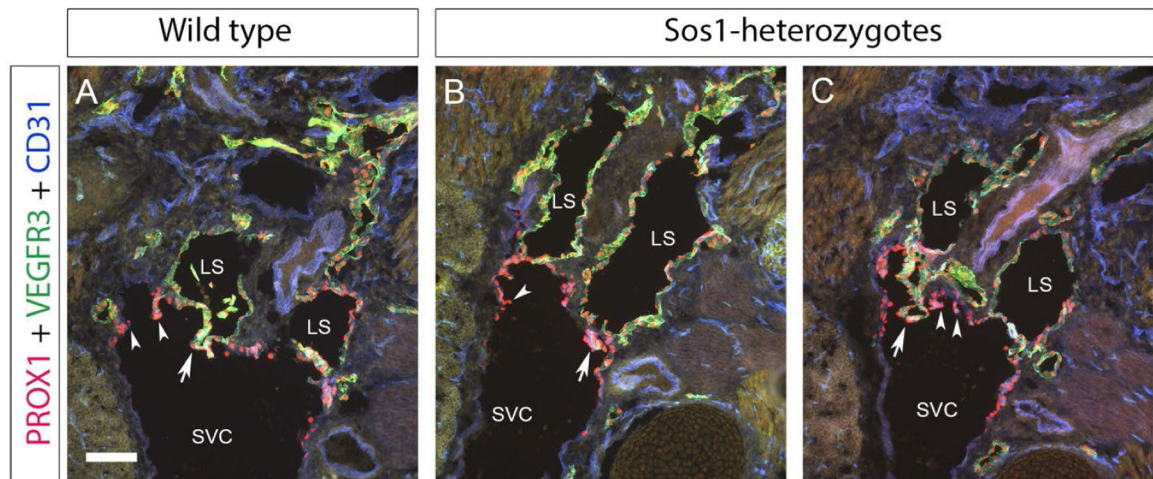 Wild type
Sos1-heterozygotes
PROX1 + VEGFR3 + CD31
A
LS
LS
SVC
B
LS
LS
SVC
C
LS
LS
SVC